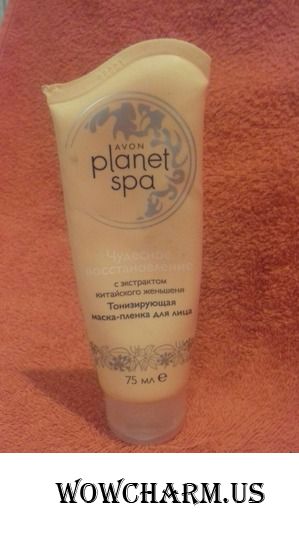 AVON
planet
spa
Чудесное
восстановление
с экстрактом
китайского женьшеня
Тонизирующая
маска-пленка для лица
75 мл е
WOWCHARM.US